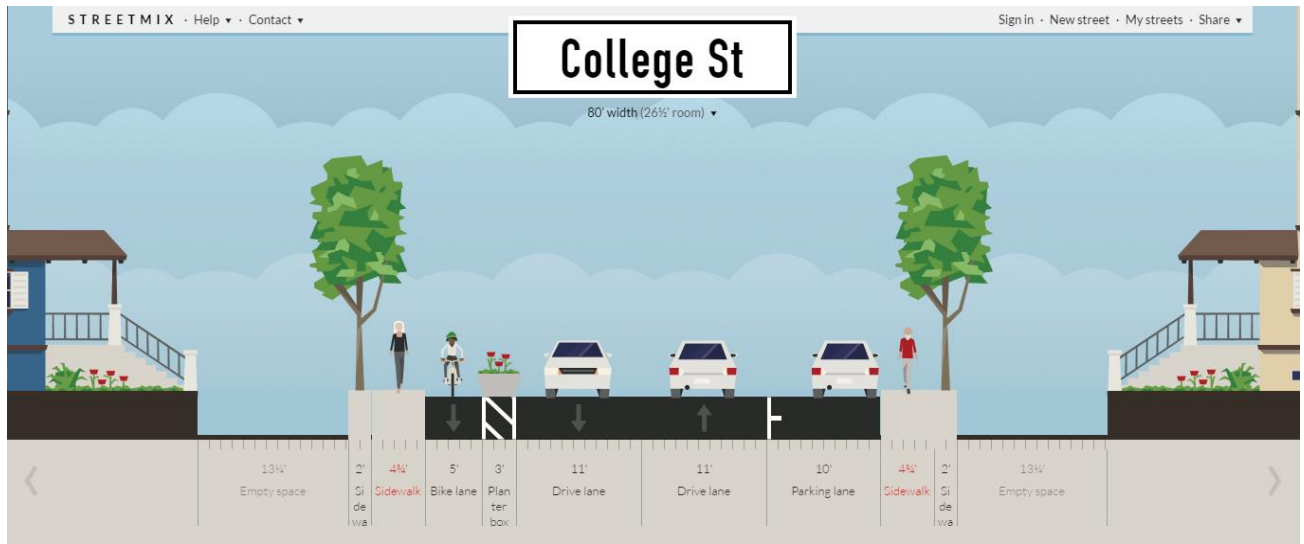 STREETMIX · Help ▾ · Contact ▾
Sign in · New street · My streets · Share ▾
College St
80' width (26½' room) ▾
13¼' 2' 4¾' 5' 3' 11' 11' 10' 4¾' 2' 13¼'
Empty space Si Sidewalk Bike lane Plan Drive lane Drive lane Parking lane Sidewalk Si Empty space
de ter de
wa box wa